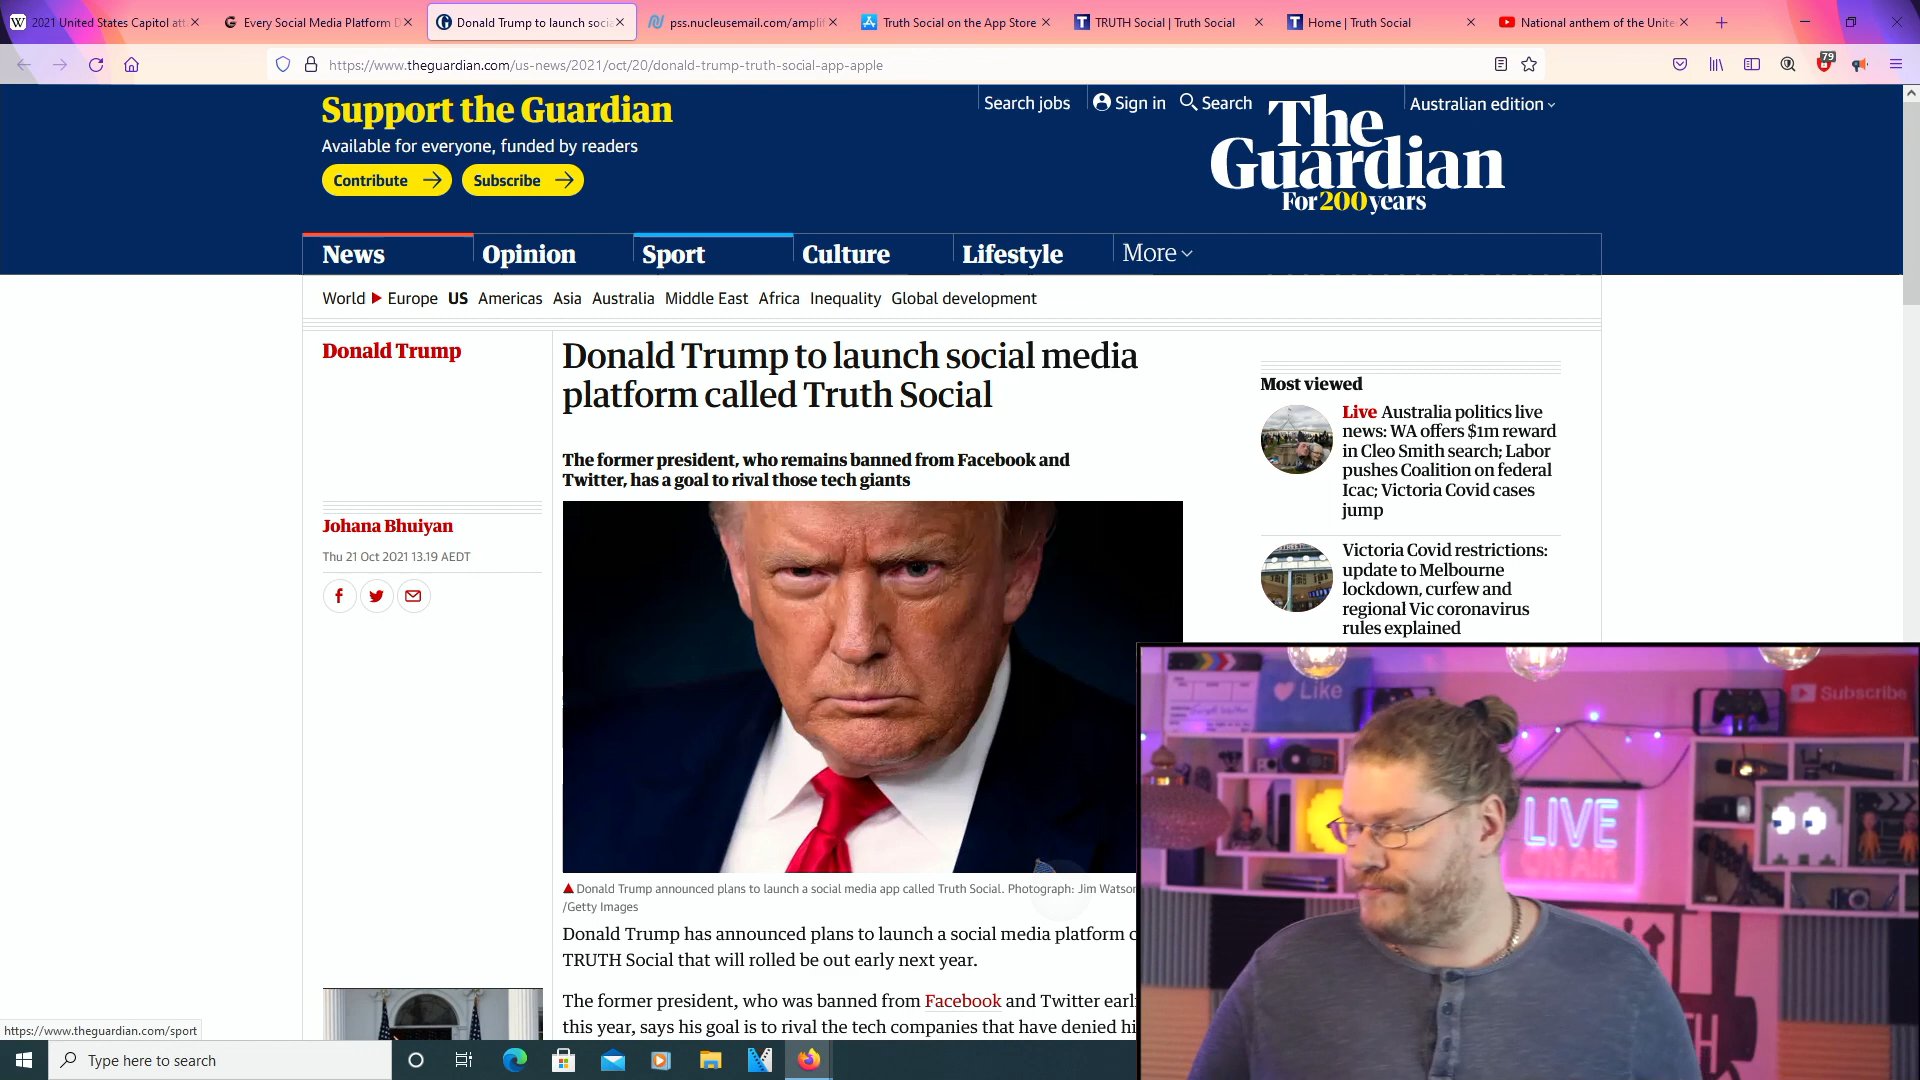 2021 United States Capitol att
Every Social Media Platform D
Donald Trump to launch socia
pss.nucleusemail.com/amplif
Truth Social on the App Store
TRUTH Social | Truth Social
Home | Truth Social
National anthem of the Unite
https://www.theguardian.com/us-news/2021/oct/20/donald-trump-truth-social-app-apple
79
Support the Guardian
Available for everyone, funded by readers
Contribute
Subscribe
Search jobs
Sign in
Search
Australian edition
The
Guardian
For 200 years
News
Opinion
Sport
Culture
Lifestyle
More
World
Europe
US
Americas
Asia
Australia
Middle East
Africa
Inequality
Global development
Donald Trump
Donald Trump to launch social media
platform called Truth Social
The former president, who remains banned from Facebook and
Twitter, has a goal to rival those tech giants
Johana Bhuiyan
Thu 21 Oct 2021 13.19 AEDT
Most viewed
Live Australia politics live
news: WA offers $1m reward
in Cleo Smith search; Labor
pushes Coalition on federal
Icac; Victoria Covid cases
jump
Victoria Covid restrictions:
update to Melbourne
lockdown, curfew and
regional Vic coronavirus
rules explained
Donald Trump announced plans to launch a social media app called Truth Social. Photograph: Jim Watson
/Getty Images
Donald Trump has announced plans to launch a social media platform c
TRUTH Social that will rolled be out early next year.
The former president, who was banned from Facebook and Twitter earli
this year, says his goal is to rival the tech companies that have denied hi
Like
Subscribe
LIVE
ON AIR
https://www.theguardian.com/sport
Type here to search